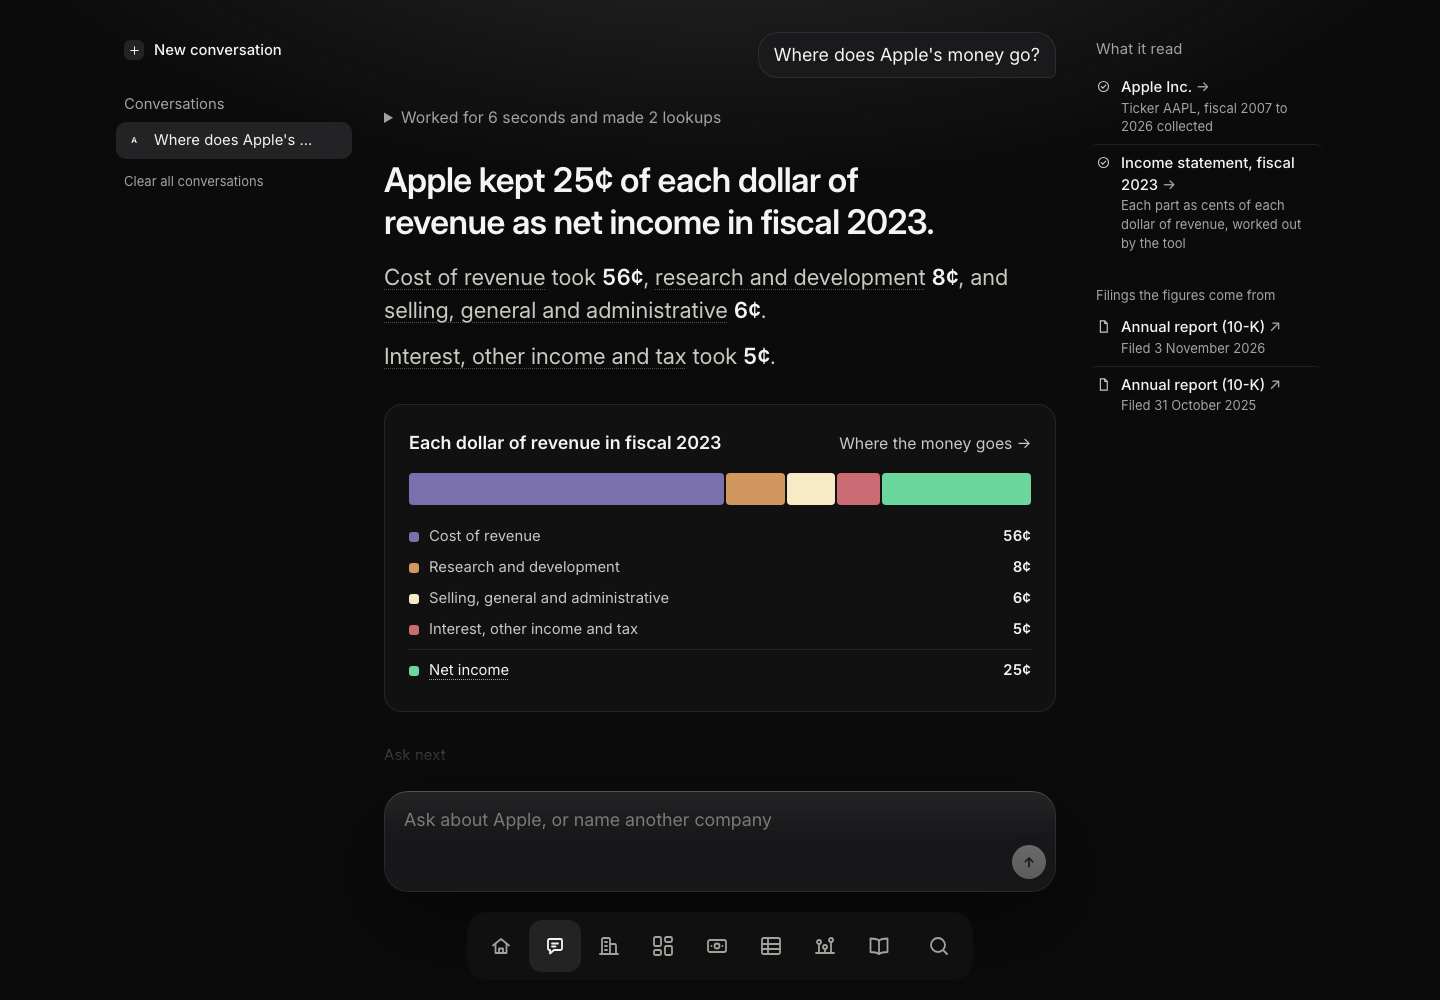 New conversation
Conversations
A Where does Apple's ...
Clear all conversations
Where does Apple's money go?
Worked for 6 seconds and made 2 lookups
Apple kept 25¢ of each dollar of
revenue as net income in fiscal 2023.
Cost of revenue took 56¢, research and development 8¢, and
selling, general and administrative 6¢.
Interest, other income and tax took 5¢.
Each dollar of revenue in fiscal 2023
Where the money goes →
Cost of revenue 56¢
Research and development 8¢
Selling, general and administrative 6¢
Interest, other income and tax 5¢
Net income 25¢
Ask next
Ask about Apple, or name another company
What it read
Apple Inc. →
Ticker AAPL, fiscal 2007 to
2026 collected
Income statement, fiscal
2023 →
Each part as cents of each
dollar of revenue, worked out
by the tool
Filings the figures come from
Annual report (10-K) ↗
Filed 3 November 2026
Annual report (10-K) ↗
Filed 31 October 2025